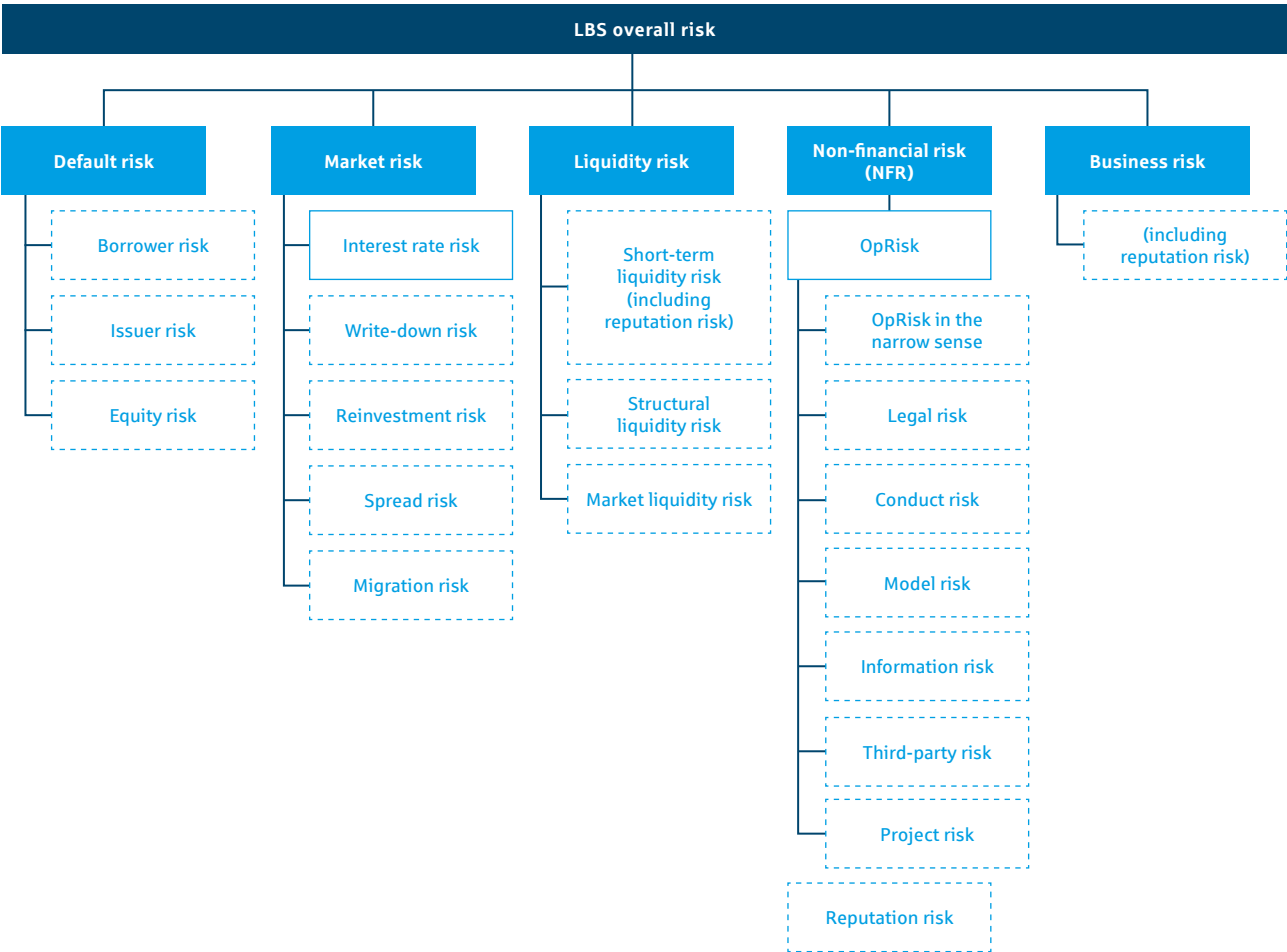 LBS overall risk
Default risk
Market risk
Liquidity risk
Non-financial risk
(NFR)
Business risk
Borrower risk
Issuer risk
Equity risk
Interest rate risk
Write-down risk
Reinvestment risk
Spread risk
Migration risk
Short-term
liquidity risk
(including
reputation risk)
Structural
liquidity risk
Market liquidity risk
OpRisk
OpRisk in the
narrow sense
Legal risk
Conduct risk
Model risk
Information risk
Third-party risk
Project risk
Reputation risk
(including
reputation risk)